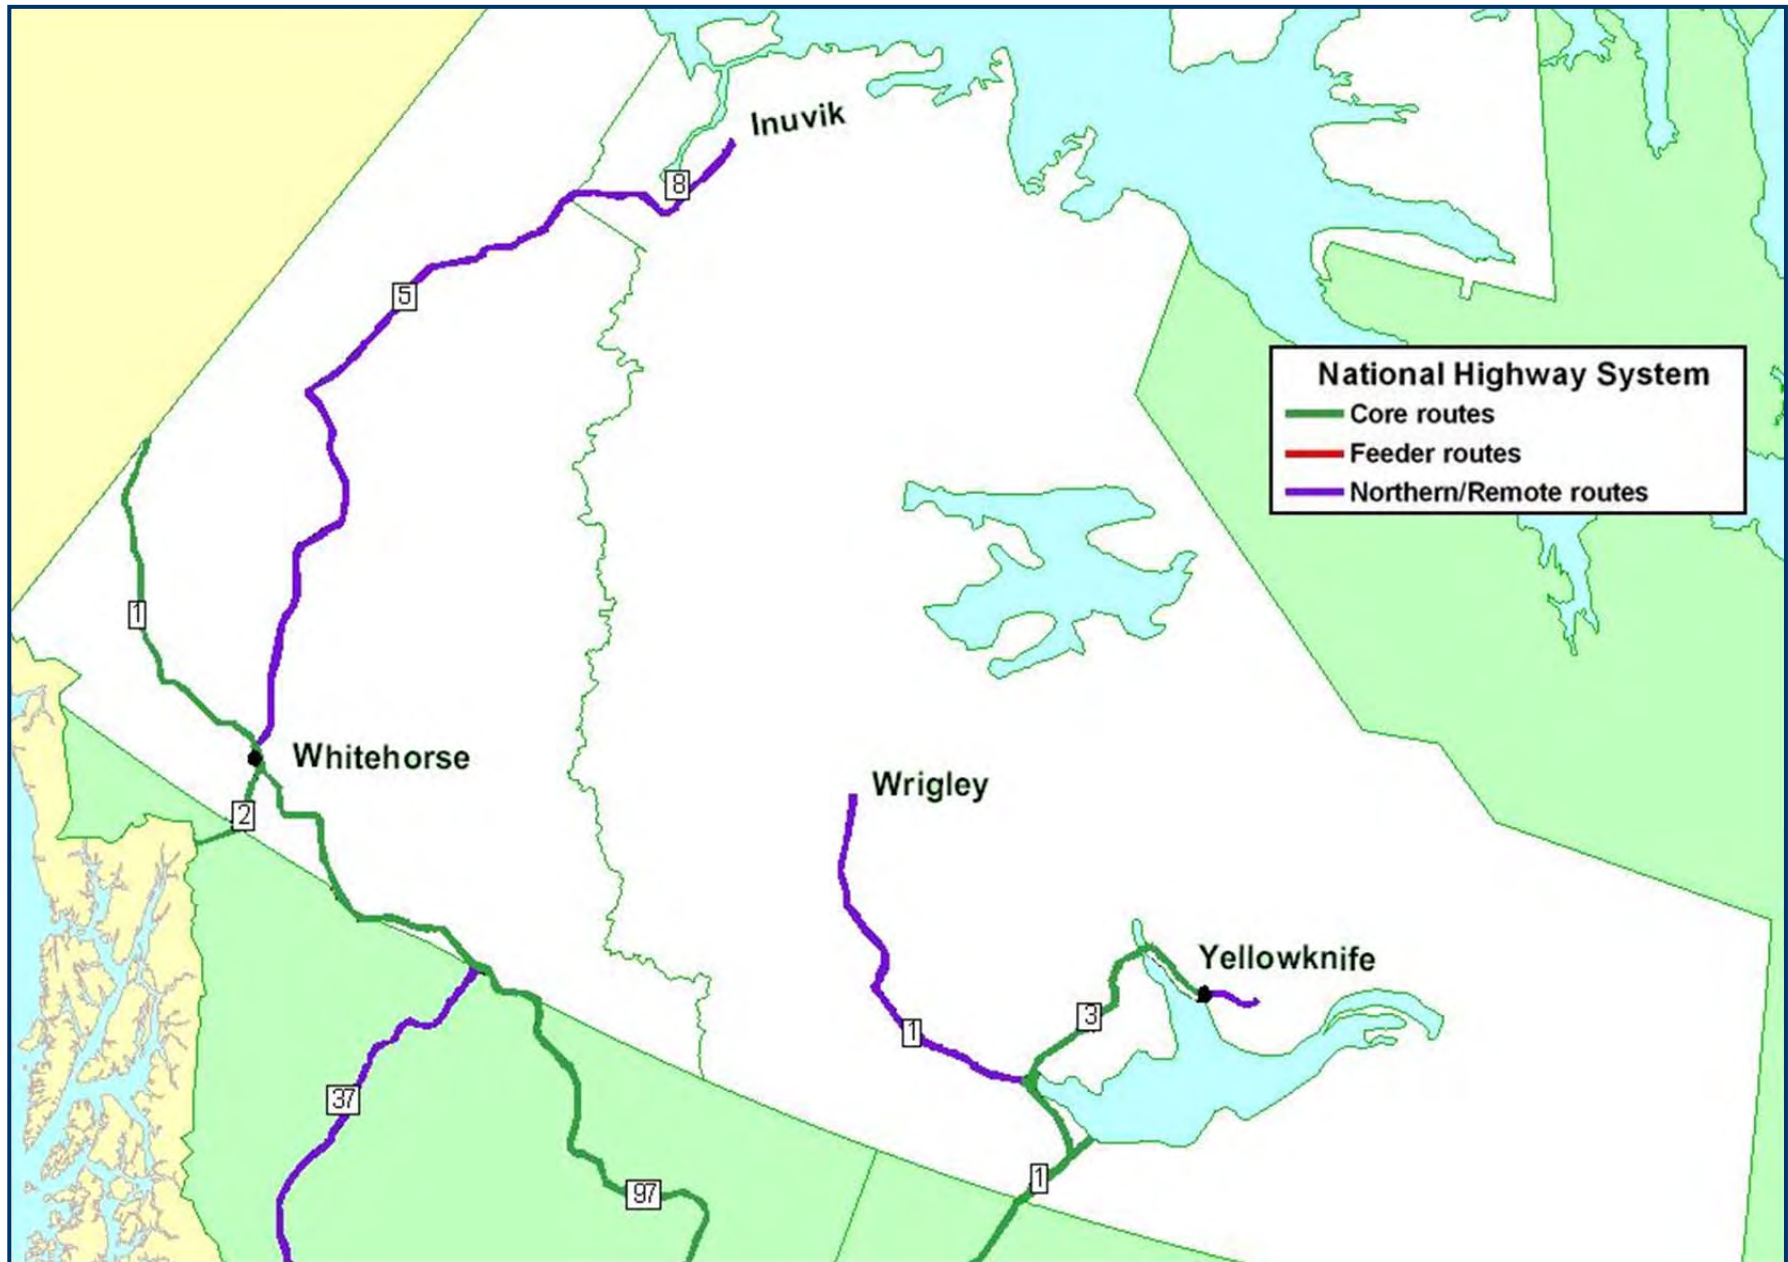 Inuvik
8
5
National Highway System
Core routes
Feeder routes
Northern/Remote routes
1
Whitehorse
2
Wrigley
Yellowknife
3
1
37
1
97